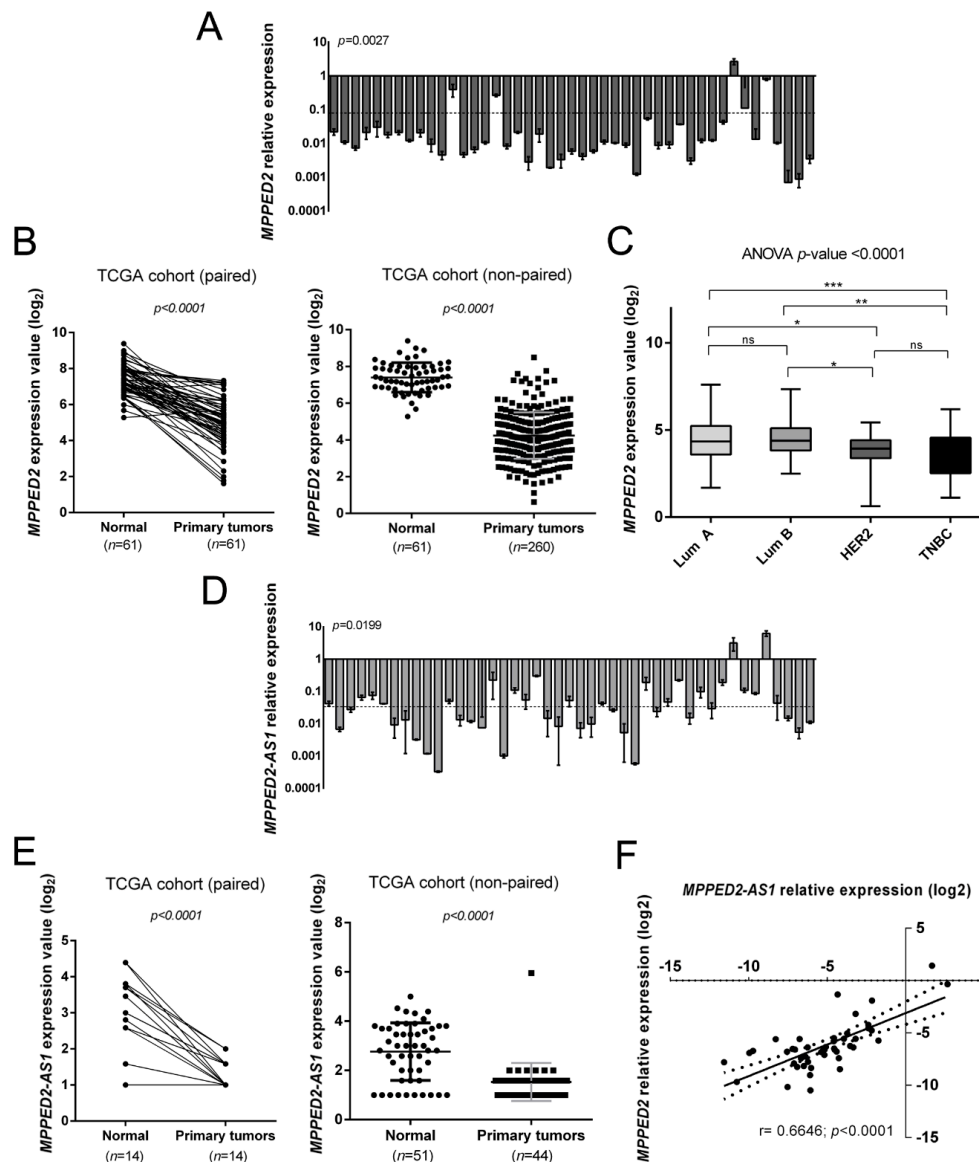 A
MPPED2 relative expression
p=0.0027
10
1
0.1
0.01
0.001
0.0001
B
TCGA cohort (paired)
p<0.0001
MPPED2 expression value (log2)
10
8
6
4
2
0
Normal
(n=61)
Primary tumors
(n=61)
TCGA cohort (non-paired)
p<0.0001
MPPED2 expression value (log2)
10
8
6
4
2
0
Normal
(n=61)
Primary tumors
(n=260)
C
ANOVA p-value <0.0001
MPPED2 expression value (log2)
10
5
0
***
**
*
ns
ns
*
Lum A
Lum B
HER2
TNBC
D
MPPED2-AS1 relative expression
p=0.0199
10
1
0.1
0.01
0.001
0.0001
E
TCGA cohort (paired)
p<0.0001
MPPED2-AS1 expression value (log2)
5
4
3
2
1
0
Normal
(n=14)
Primary tumors
(n=14)
TCGA cohort (non-paired)
p<0.0001
MPPED2-AS1 expression value (log2)
8
6
4
2
0
Normal
(n=51)
Primary tumors
(n=44)
F
MPPED2-AS1 relative expression (log2)
MPPED2 relative expression (log2)
5
-15
-10
-5
-5
-10
-15
r= 0.6646; p<0.0001